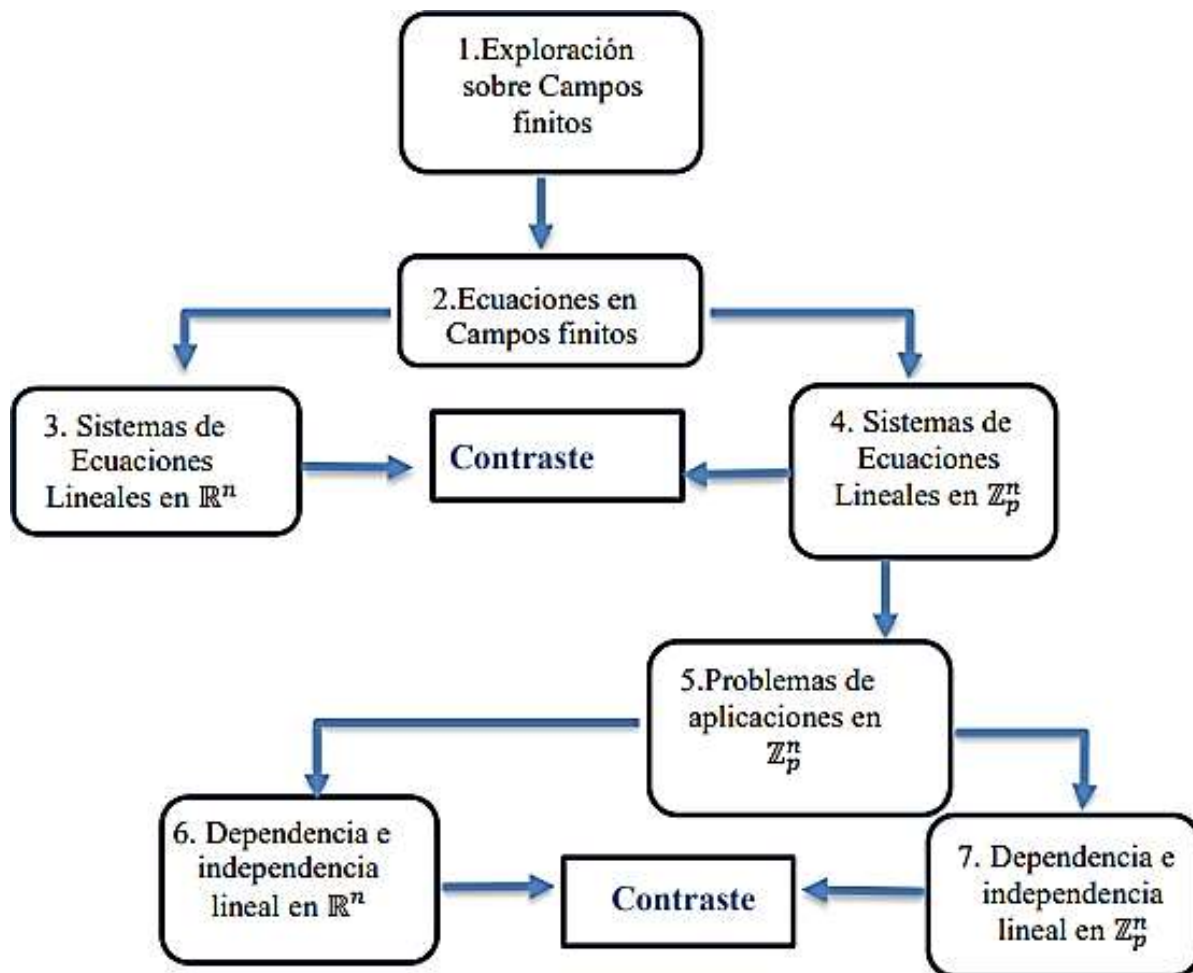 1.Exploración
sobre Campos
finitos
2.Ecuaciones en
Campos finitos
3. Sistemas de
Ecuaciones
Lineales en ℝⁿ
Contraste
4. Sistemas de
Ecuaciones
Lineales en ℤₚⁿ
5.Problemas de
aplicaciones en
ℤₚⁿ
6. Dependencia e
independencia
lineal en ℝⁿ
Contraste
7. Dependencia e
independencia
lineal en ℤₚⁿ